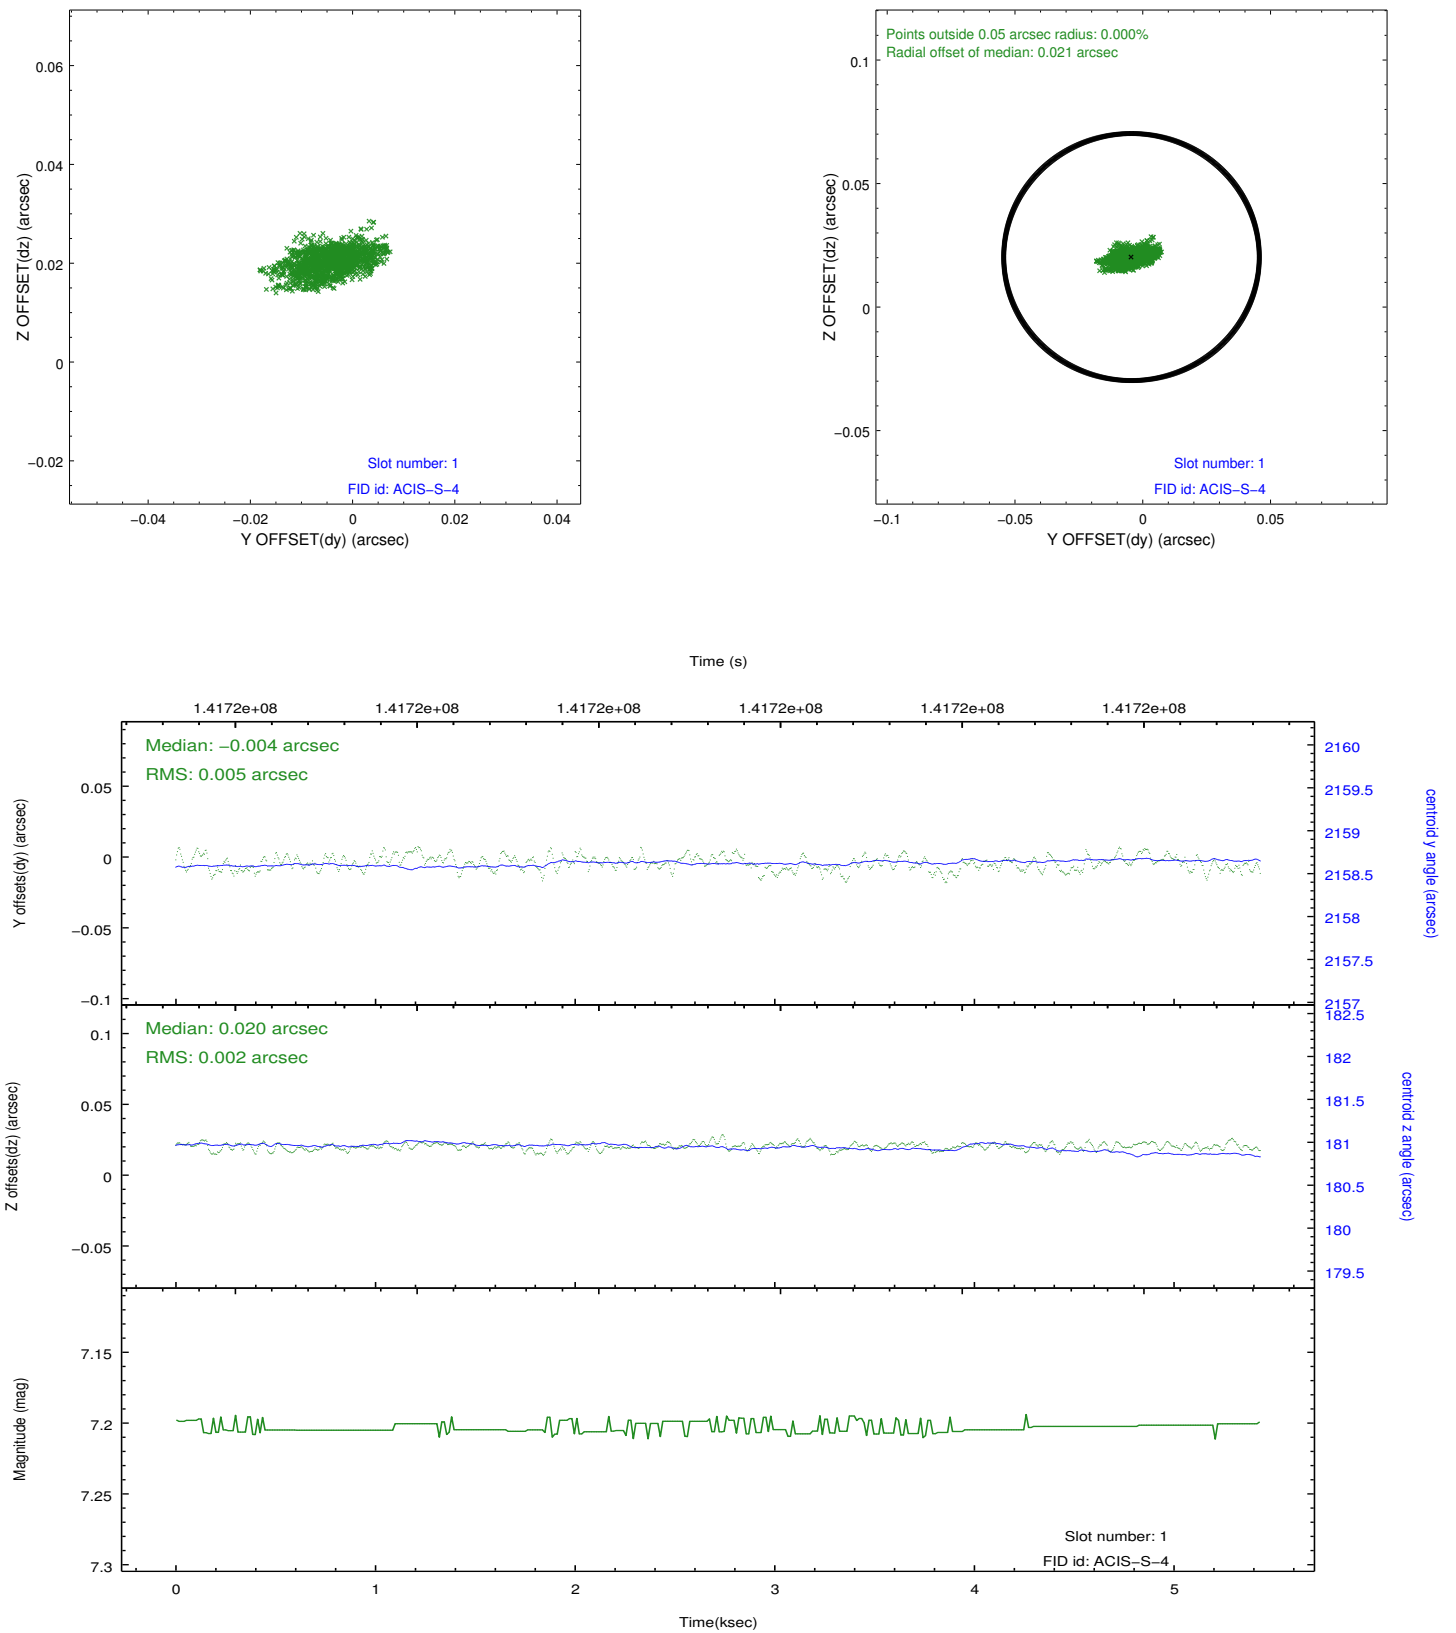 0.06
0.04
0.02
0
−0.02
Z OFFSET(dz) (arcsec)
Slot number: 1
FID id: ACIS−S−4
−0.04
−0.02
0
0.02
0.04
Y OFFSET(dy) (arcsec)
Points outside 0.05 arcsec radius: 0.000%
Radial offset of median: 0.021 arcsec
0.1
0.05
0
−0.05
Z OFFSET(dz) (arcsec)
Slot number: 1
FID id: ACIS−S−4
−0.1
−0.05
0
0.05
Y OFFSET(dy) (arcsec)
Time (s)
1.4172e+08
1.4172e+08
1.4172e+08
1.4172e+08
1.4172e+08
1.4172e+08
Median: −0.004 arcsec
RMS: 0.005 arcsec
0.05
0
−0.05
−0.1
Y offsets(dy) (arcsec)
2160
2159.5
2159
2158.5
2158
2157.5
2157
centroid y angle (arcsec)
Median: 0.020 arcsec
RMS: 0.002 arcsec
0.1
0.05
0
−0.05
Z offsets(dz) (arcsec)
182.5
182
181.5
181
180.5
180
179.5
centroid z angle (arcsec)
7.15
7.2
7.25
7.3
Magnitude (mag)
Slot number: 1
FID id: ACIS−S−4
0
1
2
3
4
5
Time(ksec)